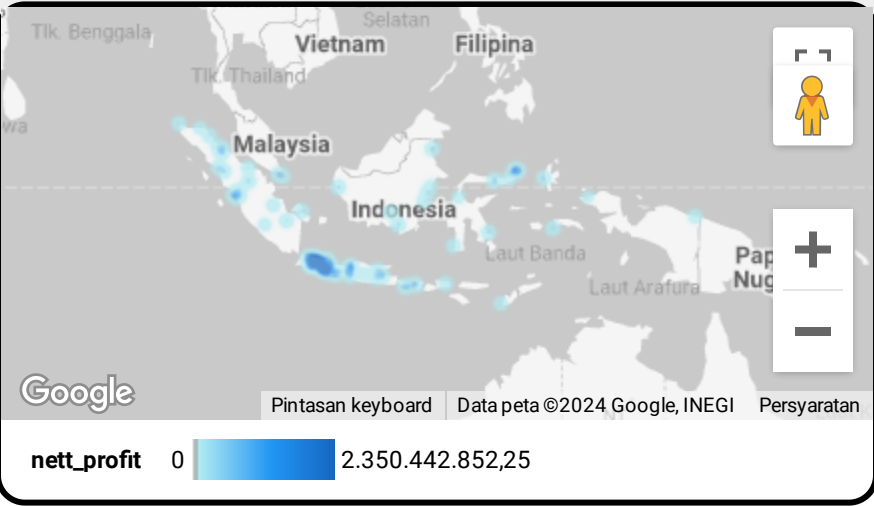 Selatan
Tlk. Benggala
Vietnam
Filipina
Tlk. Thailand
wa
Malaysia
Indonesia
Laut Banda
Pap
Nug
Laut Arafura
Google
Pintasan keyboard
Data peta ©2024 Google, INEGI
Persyaratan
nett_profit 0 2.350.442.852,25